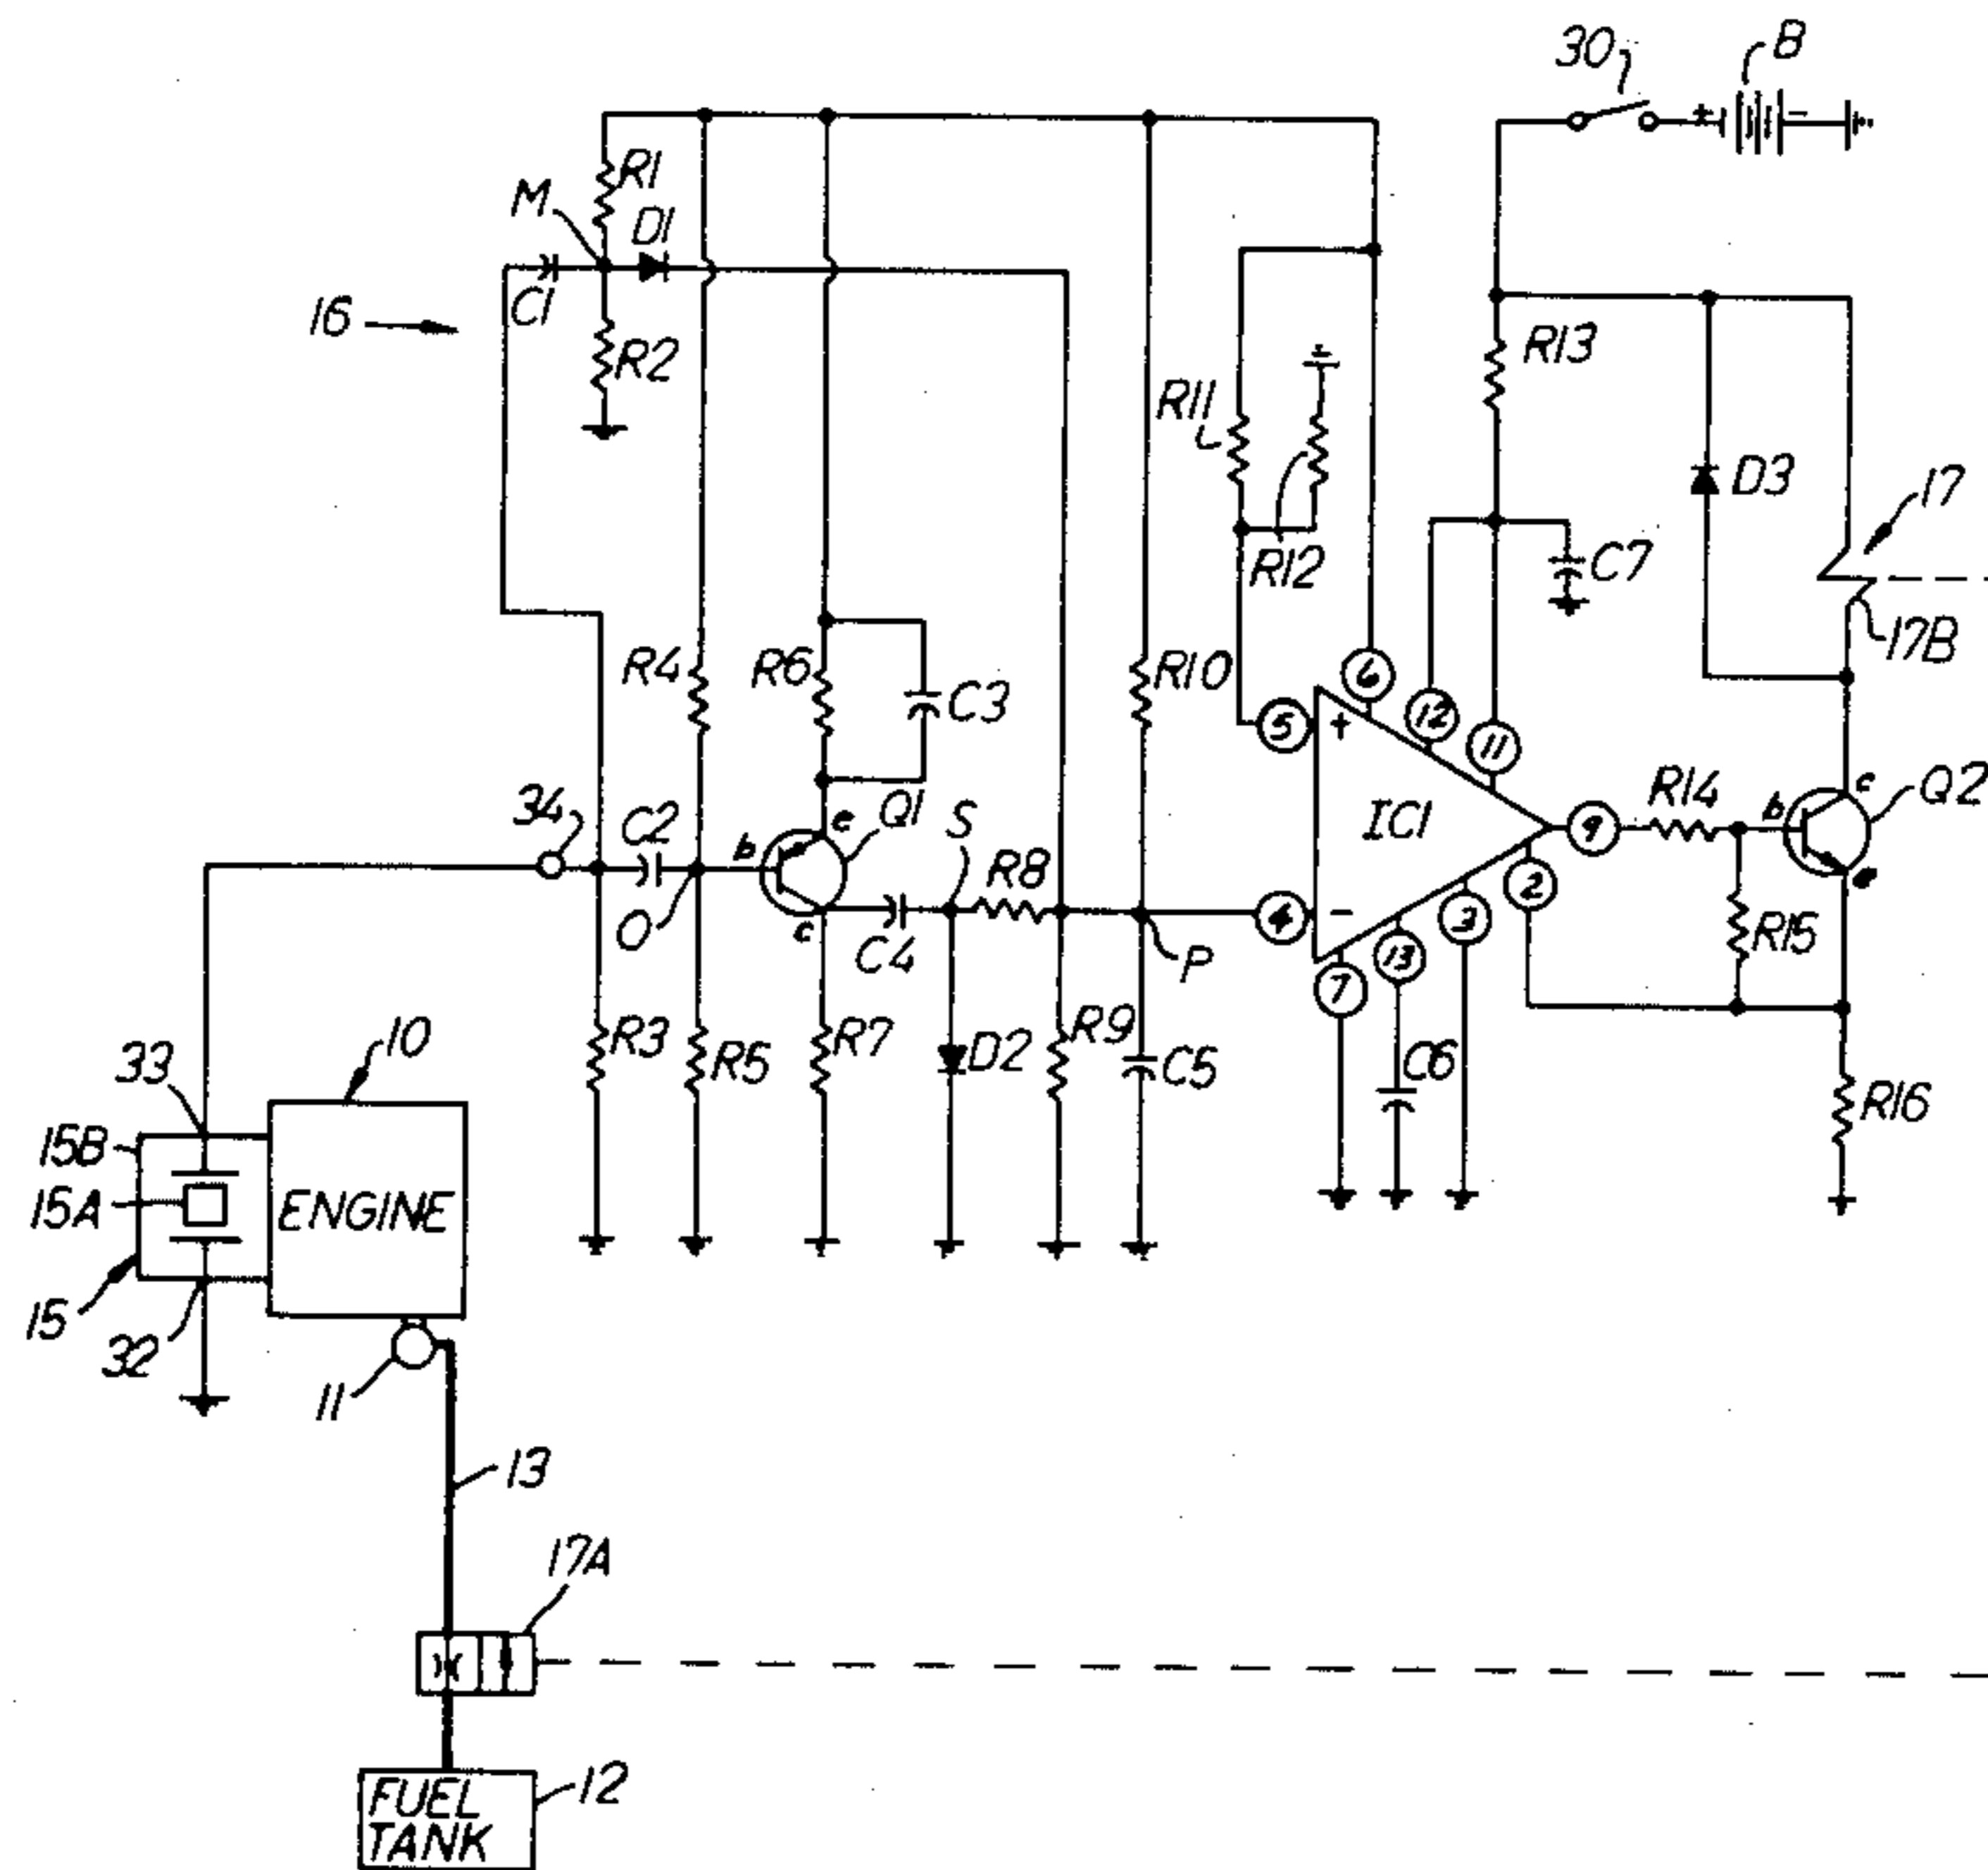 30
B
+
-
R1
M
D1
C1
16
R2
R13
R11
D3
17
R12
C7
17B
R4
R6
C3
R10
6
12
11
5
+
34
C2
b
e
Q1
S
R8
IC1
9
R14
b
c
Q2
e
O
c
C4
P
4
-
7
13
3
2
R15
10
R3
R5
R7
D2
R9
C5
C6
R16
33
15B
15A
ENGINE
15
32
11
13
17A
FUEL
TANK
12